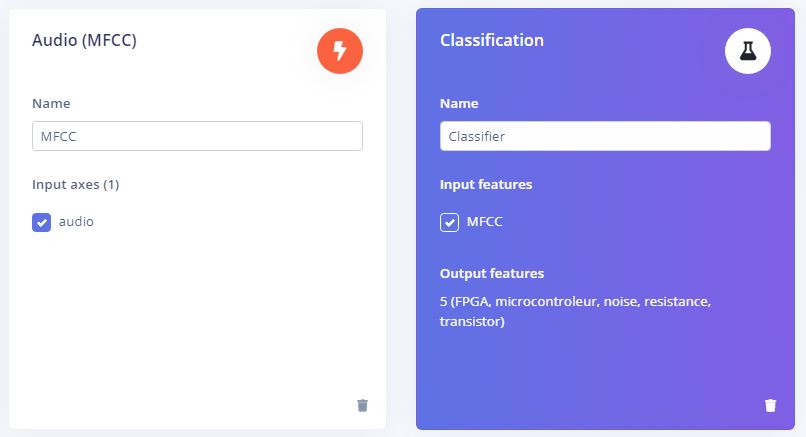 Audio (MFCC)
Name
MFCC
Input axes (1)
audio
Classification
Name
Classifier
Input features
MFCC
Output features
5 (FPGA, microcontroleur, noise, resistance,
transistor)